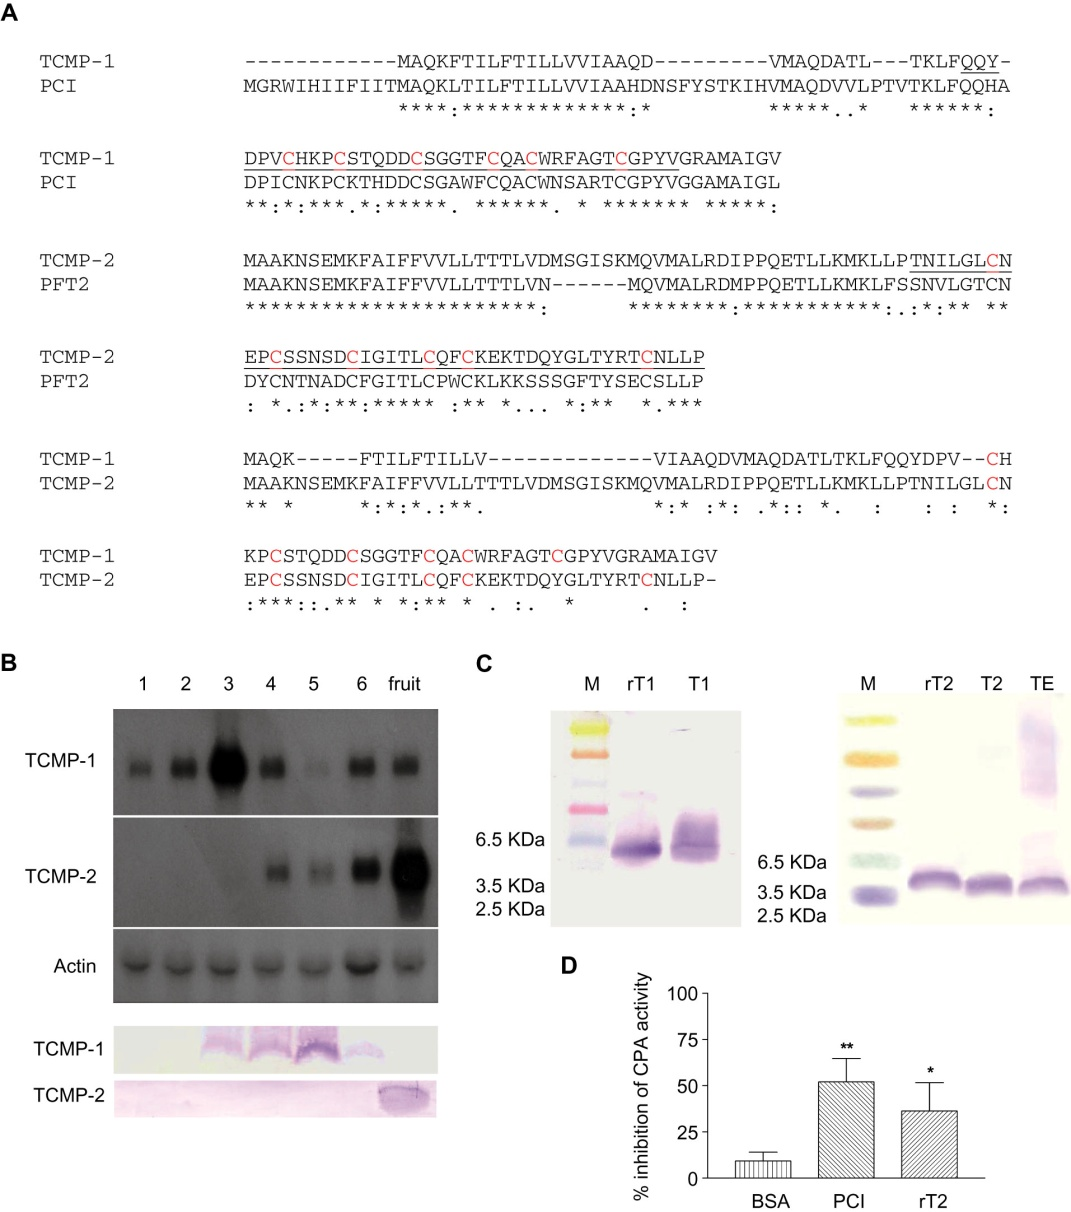 A
TCMP-1 ------------MAQKFTILFTILLVVIAAQD---------VMAQDATL---TKLFQQY-
PCI MGRWIHIIFIITMAQKLTILFTILLVVIAAHDNSFYSTKIHVMAQDVVLPTVTKLFQQHA
****:*************:* *****..* ******:
TCMP-1 DPVCHKPCSTQDDCSGGTFCQACWRFAGTCGPYVGRAMAIGV
PCI DPICNKPCKTHDDCSGAWFCQACWNSARTCGPYVGGAMAIGL
**:*:***.*:*****. ******. * ******* *****:
TCMP-2 MAAKNSEMKFAIFFVVLLTTTLVDMSGISKMQVMALRDIPPQETLLKMKLLPTNILGLCN
PFT2 MAAKNSEMKFAIFFVVLLTTTLVN------MQVMALRDMPPQETLLKMKLFSSNVLGTCN
***********************: ********:***********:.:*:** **
TCMP-2 EPCSSNSDCIGITLCQFCKEKTDQYGLTYRTCNLLP
PFT2 DYCNTNADCFGITLCPWCKLKKSSSGFTYSECSLLP
: *.:*:**:***** :** *... *:** *.***
TCMP-1 MAQK-----FTILFTILLV-------------VIAAQDVMAQDATLTKLFQQYDPV--CH
TCMP-2 MAAKNSEMKFAIFFVVLLTTTLVDMSGISKMQVMALRDIPPQETLLKMKLLPTNILGLCN
** * *:*:*.:**. *:* :*: .*:: *. : : : *:
TCMP-1 KPCSTQDDCSGGTFCQACWRFAGTCGPYVGRAMAIGV
TCMP-2 EPCSSNSDCIGITLCQFCKEKTDQYGLTYRTCNLLP-
:***::.** * *:** * . :. * . :
B
1 2 3 4 5 6 fruit
TCMP-1
TCMP-2
Actin
TCMP-1
TCMP-2
C
M rT1 T1
6.5 KDa
3.5 KDa
2.5 KDa
M rT2 T2 TE
6.5 KDa
3.5 KDa
2.5 KDa
D
% inhibition of CPA activity
100
75
50
25
0
**
*
BSA PCI rT2